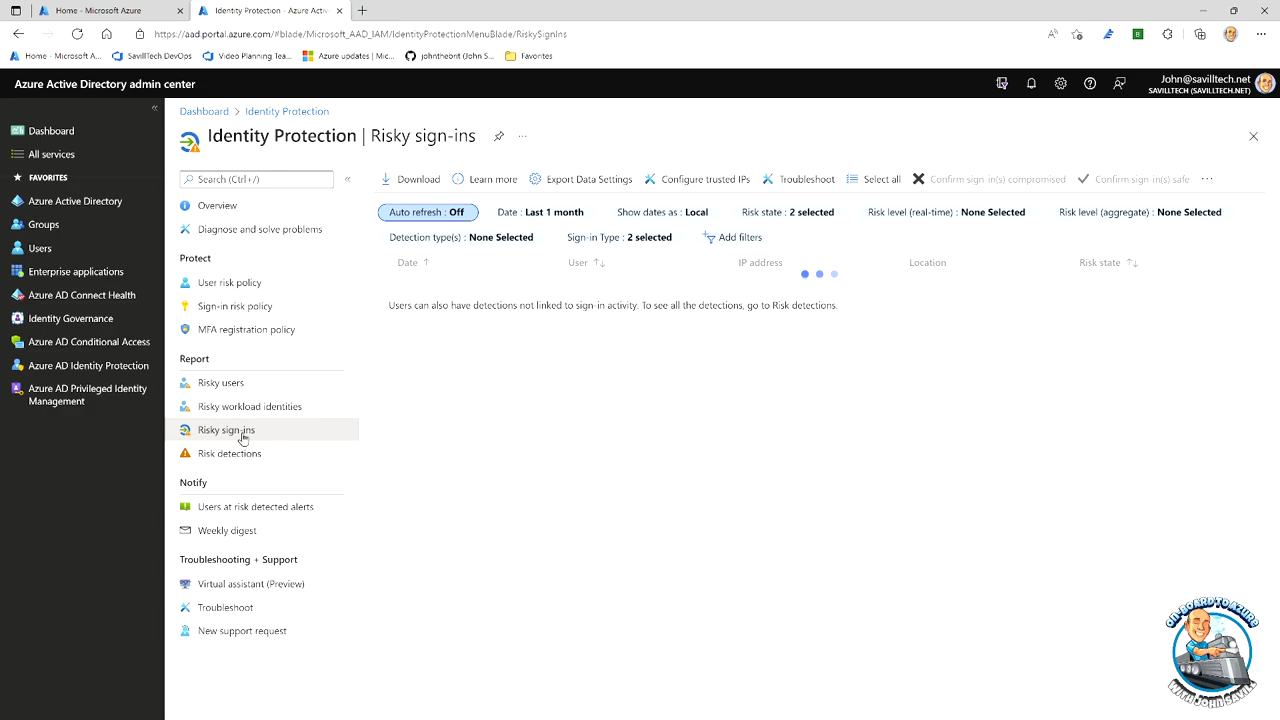 Home - Microsoft Azure
Identity Protection - Azure Activ
https://aad.portal.azure.com/#blade/Microsoft_AAD_IAM/IdentityProtectionMenuBlade/RiskySignIns
Home - Microsoft A...
SavillTech DevOps
Video Planning Tea...
Azure updates | Mic...
johnthebrit (John S...
Favorites
Azure Active Directory admin center
John@savilltech.net
SAVILLTECH (SAVILLTECH.NET)
Dashboard
All services
FAVORITES
Azure Active Directory
Groups
Users
Enterprise applications
Azure AD Connect Health
Identity Governance
Azure AD Conditional Access
Azure AD Identity Protection
Azure AD Privileged Identity
Management
Dashboard > Identity Protection
Identity Protection | Risky sign-ins
Search (Ctrl+/)
Overview
Diagnose and solve problems
Protect
User risk policy
Sign-in risk policy
MFA registration policy
Report
Risky users
Risky workload identities
Risky sign-ins
Risk detections
Notify
Users at risk detected alerts
Weekly digest
Troubleshooting + Support
Virtual assistant (Preview)
Troubleshoot
New support request
Download
Learn more
Export Data Settings
Configure trusted IPs
Troubleshoot
Select all
Confirm sign-in(s) compromised
Confirm sign-in(s) safe
Auto refresh : Off
Date : Last 1 month
Show dates as : Local
Risk state : 2 selected
Risk level (real-time) : None Selected
Risk level (aggregate) : None Selected
Detection type(s) : None Selected
Sign-in Type : 2 selected
Add filters
Date
User
IP address
Location
Risk state
Users can also have detections not linked to sign-in activity. To see all the detections, go to Risk detections.
ON-BOARD TO AZURE
WITH JOHN SAVILL